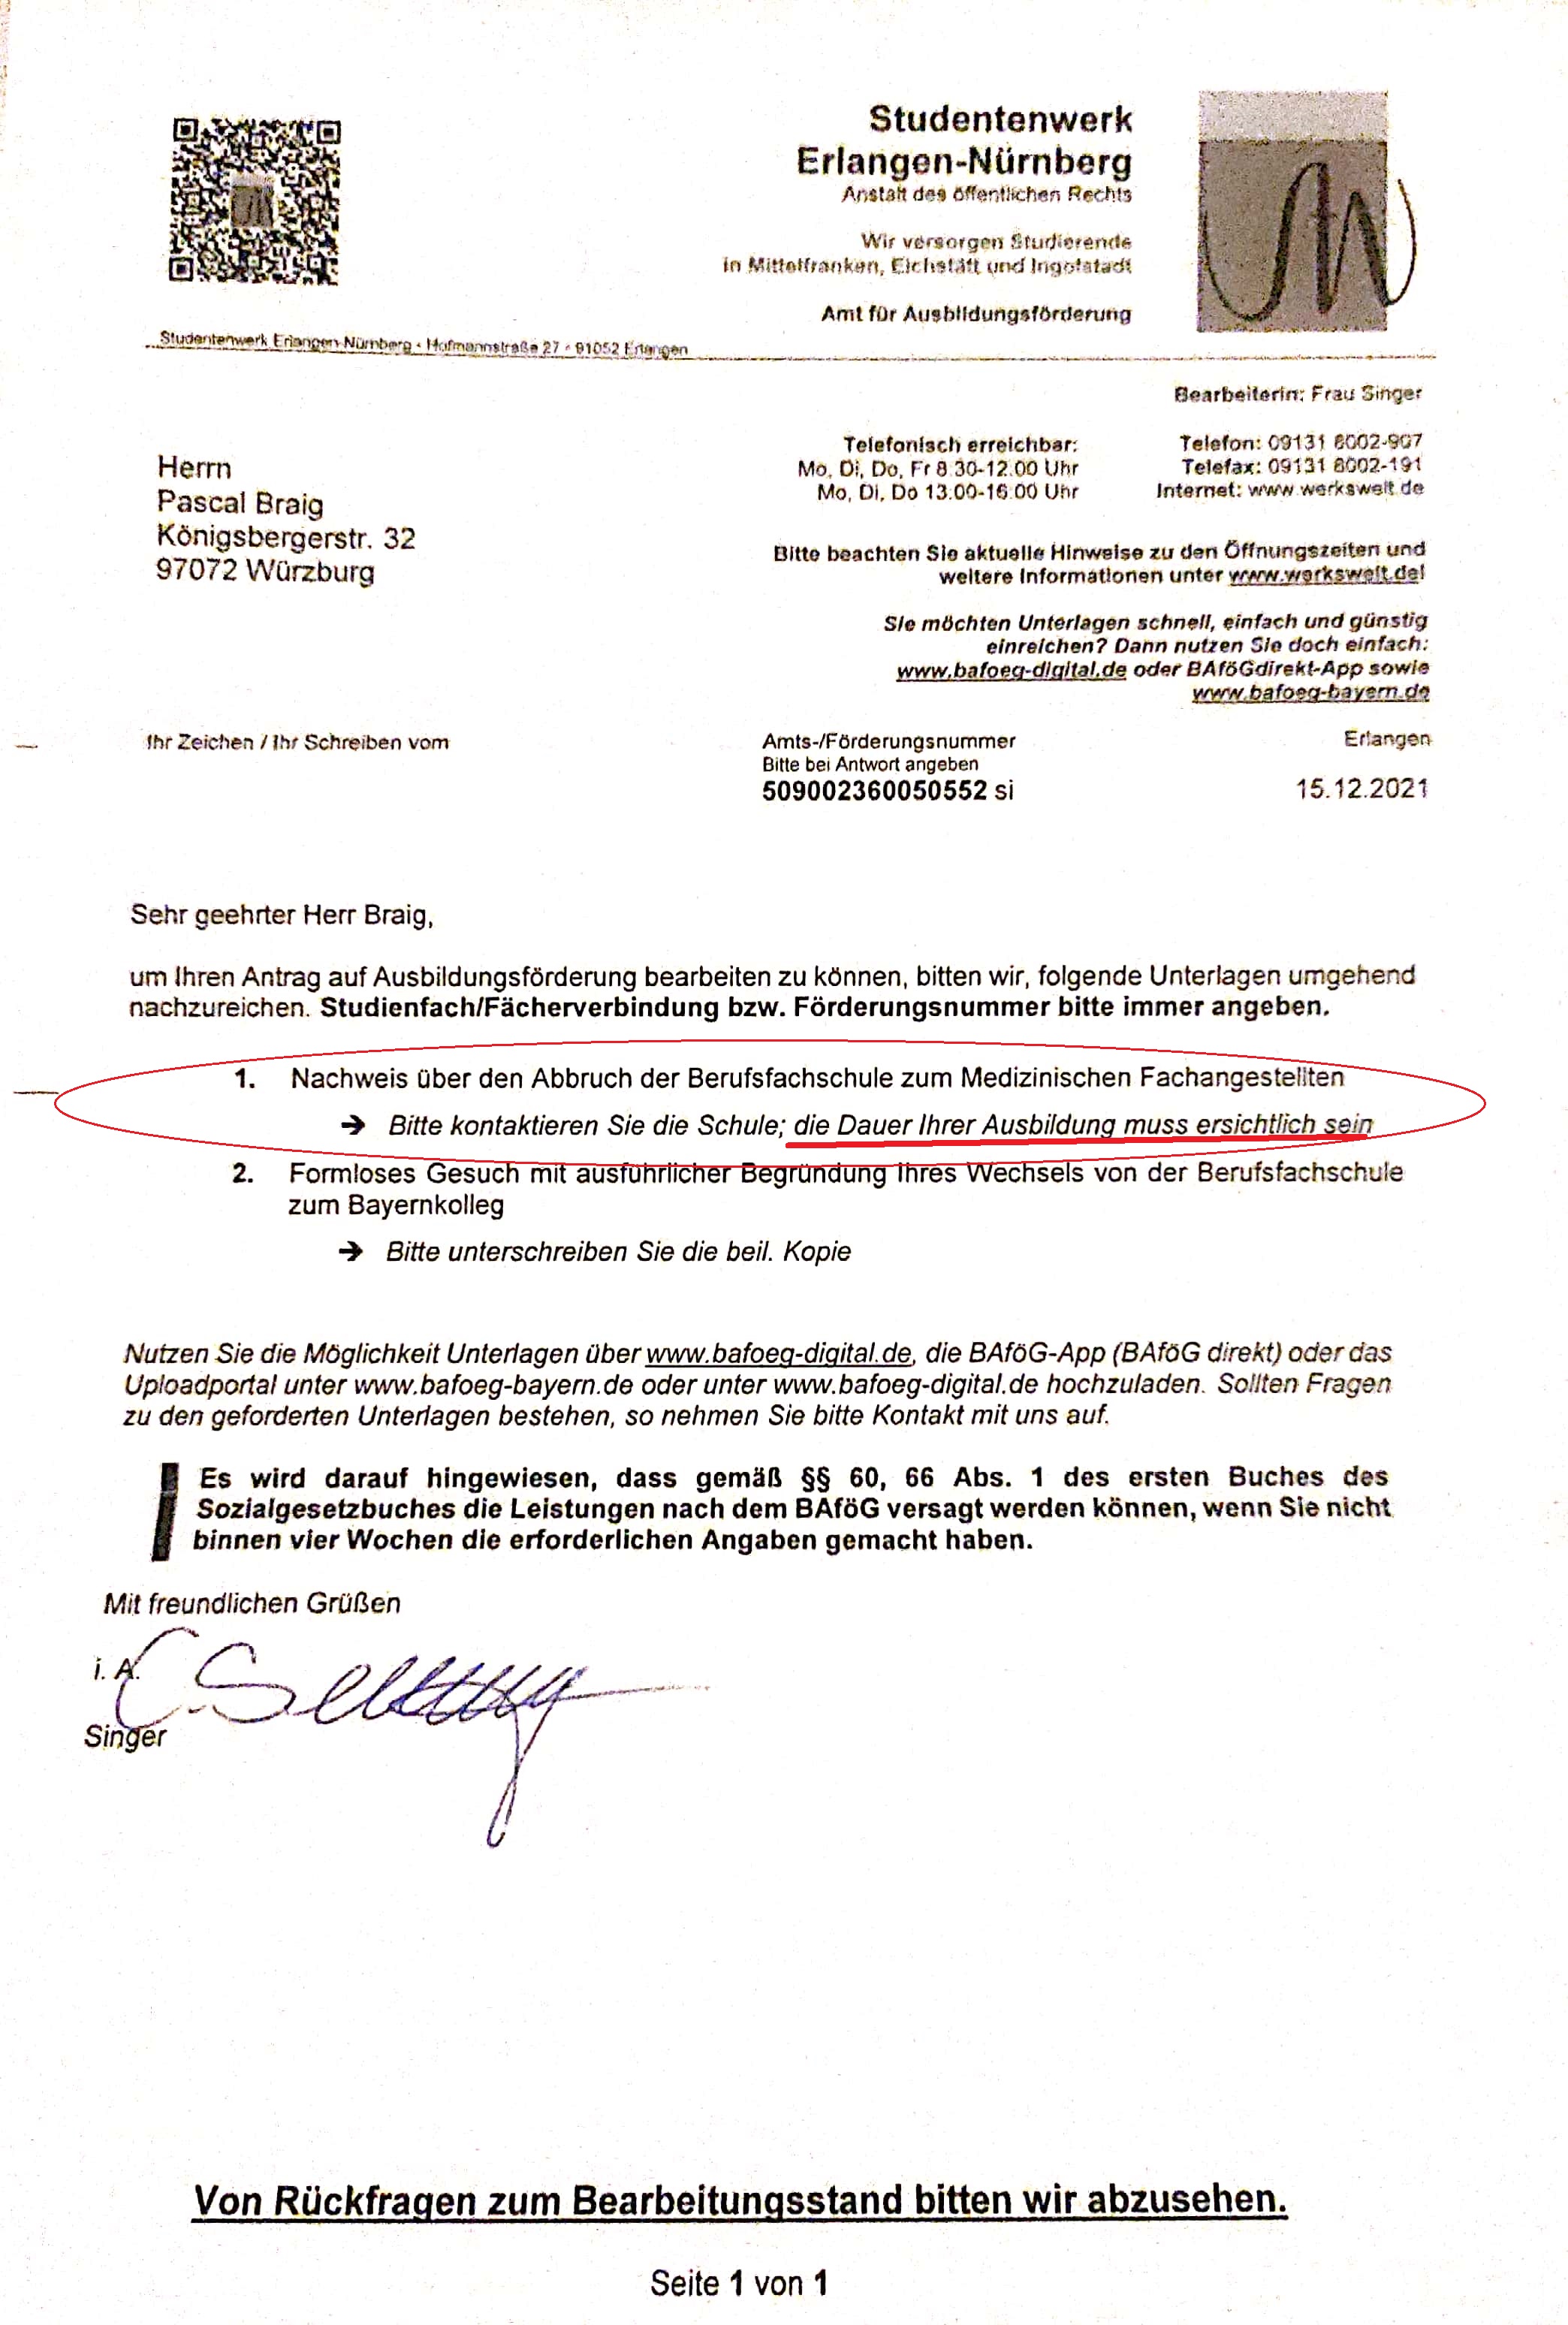 Studentenwerk
Erlangen-Nürnberg
Anstalt des öffentlichen Rechts
Wir versorgen Studierende
in Mittelfranken, Eichstätt und Ingolstadt
Amt für Ausbildungsförderung
Studentenwerk Erlangen-Nürnberg • Hofmannstraße 27 • 91052 Erlangen
Bearbeiterin: Frau Singer
Telefonisch erreichbar:
Mo, Di, Do, Fr 8.30-12.00 Uhr
Mo, Di, Do 13.00-16.00 Uhr
Telefon: 09131 8002-907
Telefax: 09131 8002-191
Internet: www.werkswelt.de
Herrn
Pascal Braig
Königsbergerstr. 32
97072 Würzburg
Bitte beachten Sie aktuelle Hinweise zu den Öffnungszeiten und
weitere Informationen unter www.werkswelt.de!
Sie möchten Unterlagen schnell, einfach und günstig
einreichen? Dann nutzen Sie doch einfach:
www.bafoeg-digital.de oder BAföGdirekt-App sowie
www.bafoeg-bayern.de
Ihr Zeichen / Ihr Schreiben vom
Amts-/Förderungsnummer
Bitte bei Antwort angeben
509002360050552 si
Erlangen
15.12.2021
Sehr geehrter Herr Braig,
um Ihren Antrag auf Ausbildungsförderung bearbeiten zu können, bitten wir, folgende Unterlagen umgehend
nachzureichen. Studienfach/Fächerverbindung bzw. Förderungsnummer bitte immer angeben.
1. Nachweis über den Abbruch der Berufsfachschule zum Medizinischen Fachangestellten
→ Bitte kontaktieren Sie die Schule; die Dauer Ihrer Ausbildung muss ersichtlich sein
2. Formloses Gesuch mit ausführlicher Begründung Ihres Wechsels von der Berufsfachschule
zum Bayernkolleg
→ Bitte unterschreiben Sie die beil. Kopie
Nutzen Sie die Möglichkeit Unterlagen über www.bafoeg-digital.de, die BAföG-App (BAföG direkt) oder das
Uploadportal unter www.bafoeg-bayern.de oder unter www.bafoeg-digital.de hochzuladen. Sollten Fragen
zu den geforderten Unterlagen bestehen, so nehmen Sie bitte Kontakt mit uns auf.
Es wird darauf hingewiesen, dass gemäß §§ 60, 66 Abs. 1 des ersten Buches des
Sozialgesetzbuches die Leistungen nach dem BAföG versagt werden können, wenn Sie nicht
binnen vier Wochen die erforderlichen Angaben gemacht haben.
Mit freundlichen Grüßen
i. A.
Singer
Von Rückfragen zum Bearbeitungsstand bitten wir abzusehen.
Seite 1 von 1